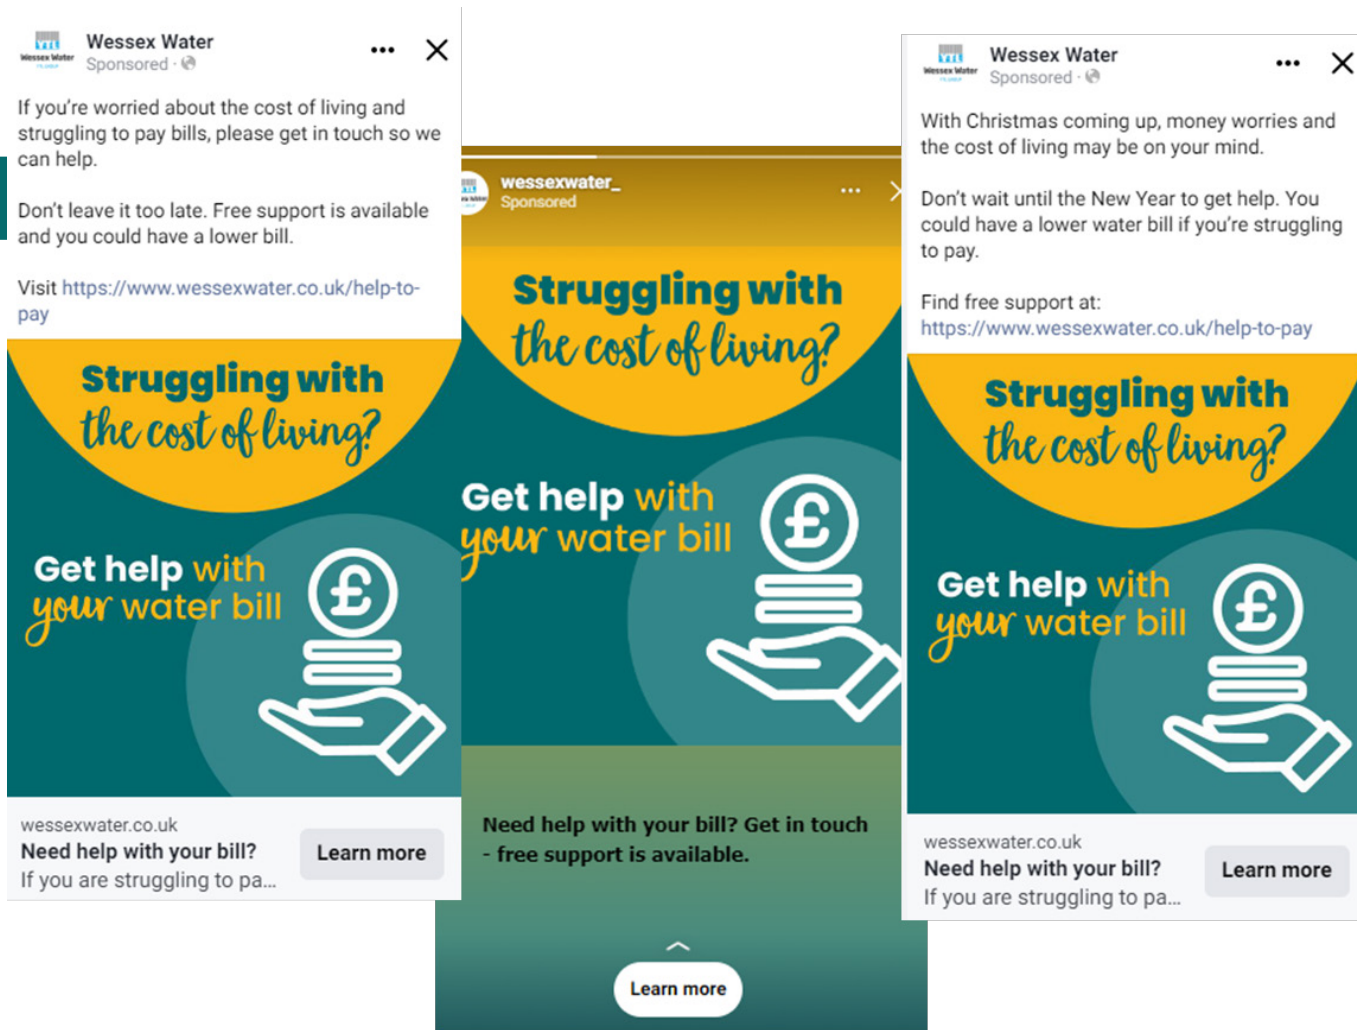 Wessex Water
Sponsored ·
If you're worried about the cost of living and
struggling to pay bills, please get in touch so we
can help.
Don't leave it too late. Free support is available
and you could have a lower bill.
Visit https://www.wessexwater.co.uk/help-to-
pay
Struggling with
the cost of living?
Get help with
your water bill
£
wessexwater.co.uk
Need help with your bill?
If you are struggling to pa...
Learn more
wessexwater_
Sponsored
Struggling with
the cost of living?
Get help with
your water bill
£
Need help with your bill? Get in touch
- free support is available.
Learn more
YTL
Wessex Water
Wessex Water
Sponsored ·
With Christmas coming up, money worries and
the cost of living may be on your mind.
Don't wait until the New Year to get help. You
could have a lower water bill if you're struggling
to pay.
Find free support at:
https://www.wessexwater.co.uk/help-to-pay
Struggling with
the cost of living?
Get help with
your water bill
£
wessexwater.co.uk
Need help with your bill?
If you are struggling to pa...
Learn more